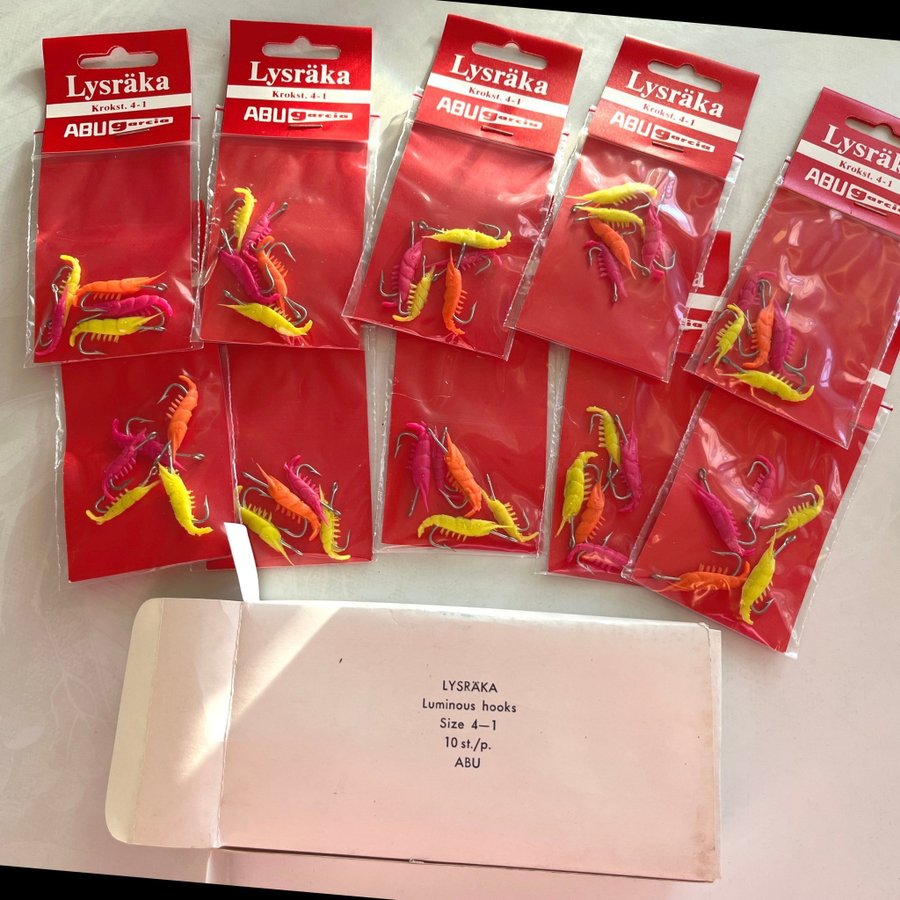 Lysräka
Krokst. 4-1
ABU garcia
Lysräka
Krokst. 4-1
ABU garcia
Lysräka
Krokst. 4-1
ABU garcia
Lysräka
Krokst. 4-1
ABU garcia
Lysräk
Krokst. 4-1
ABU garcia
LYSRÄKA
Luminous hooks
Size 4—1
10 st./p.
ABU